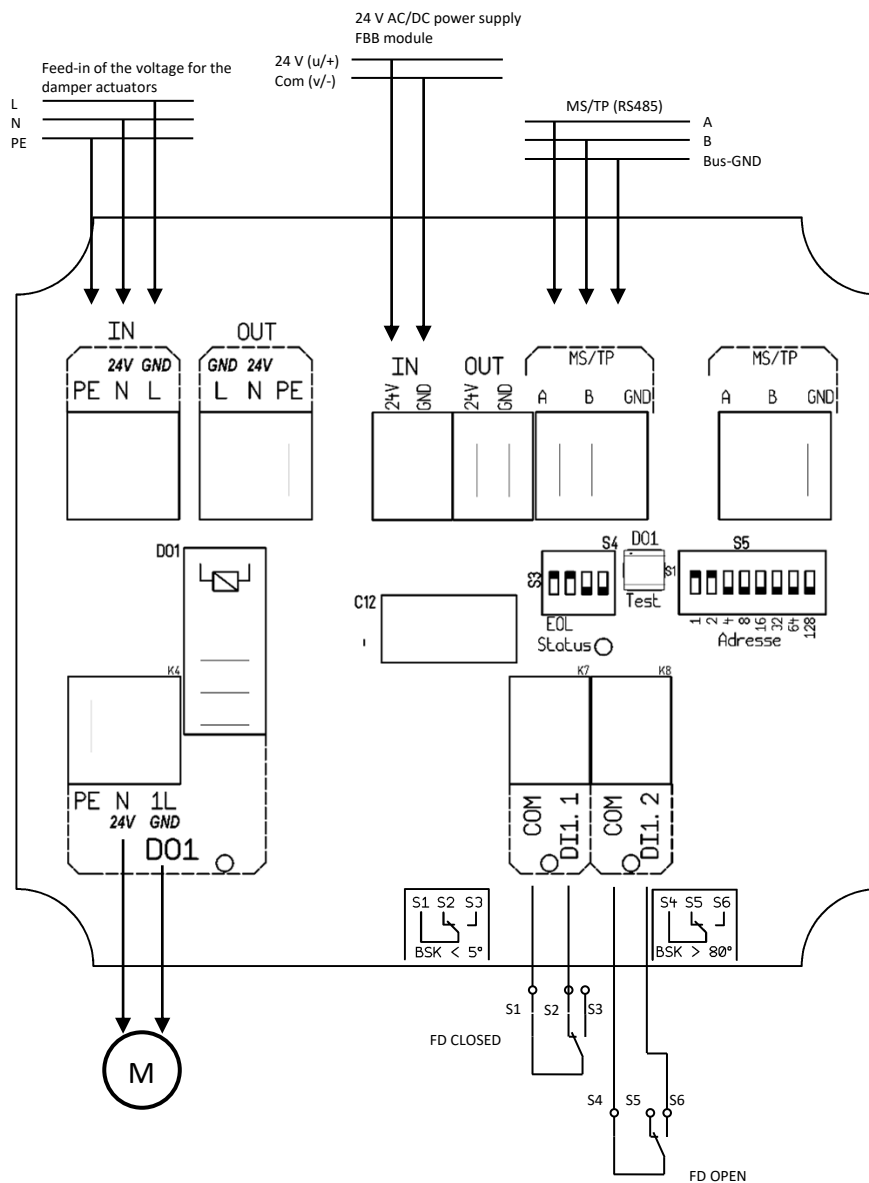 24 V AC/DC power supply
FBB module
24 V (u/+)
Com (v/-)
Feed-in of the voltage for the
damper actuators
L
N
PE
MS/TP (RS485)
A
B
Bus-GND
IN
24V GND
PE N L
OUT
GND 24V
L N PE
IN
24V GND
OUT
24V GND
MS/TP
A B GND
MS/TP
A B GND
DO1
S3
S4
EOL
Status
DO1
Test
S1
S5
1 2 4 8 16 32 64 128
Adresse
C12
K4
K7
K8
PE N 1L
24V GND
DO1
COM DI1. 1
COM DI1. 2
S1 S2 S3
BSK < 5°
S4 S5 S6
BSK > 80°
S1 S2 S3
FD CLOSED
M
S4 S5 S6
FD OPEN